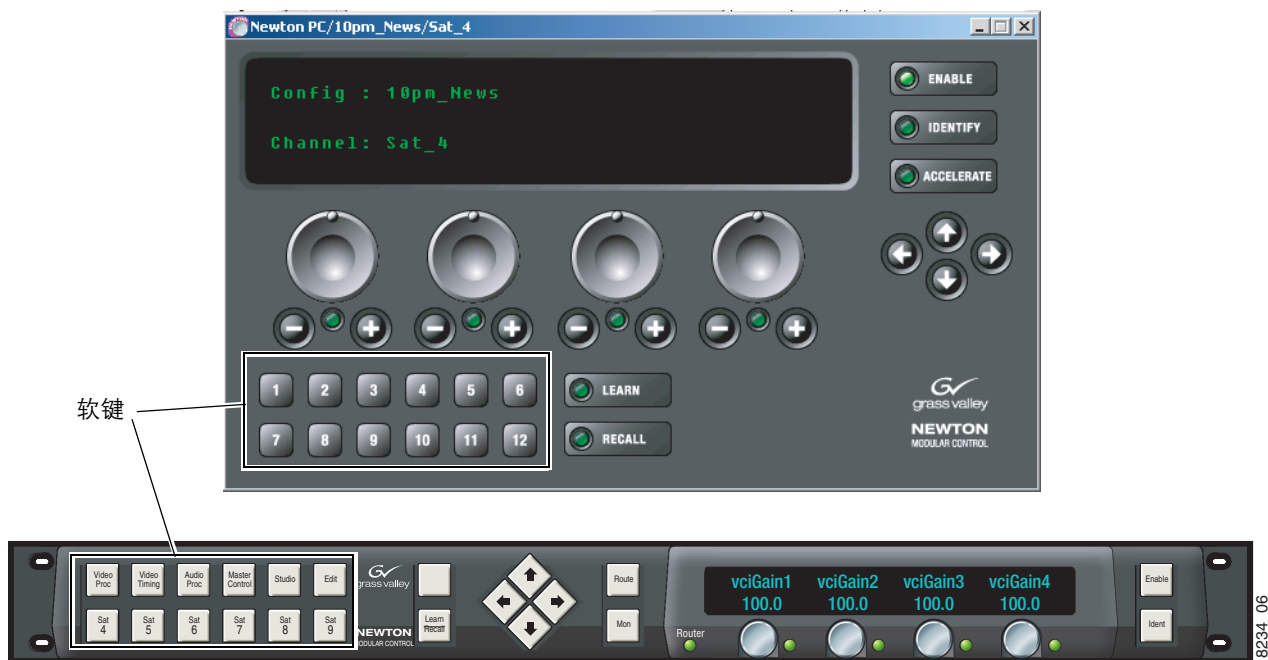 Newton PC/10pm_News/Sat_4
Config : 10pm_News
Channel: Sat_4
ENABLE
IDENTIFY
ACCELERATE
1 2 3 4 5 6
LEARN
7 8 9 10 11 12
RECALL
grass valley
NEWTON
MODULAR CONTROL
软键
Video Proc
Video Timing
Audio Proc
Master Control
Studio
Edit
Sat 4
Sat 5
Sat 6
Sat 7
Sat 8
Sat 9
grass valley
NEWTON
MODULAR CONTROL
Learn
Recall
Route
Mon
vciGain1 vciGain2 vciGain3 vciGain4
100.0 100.0 100.0 100.0
Router
Enable
Ident
8234 06